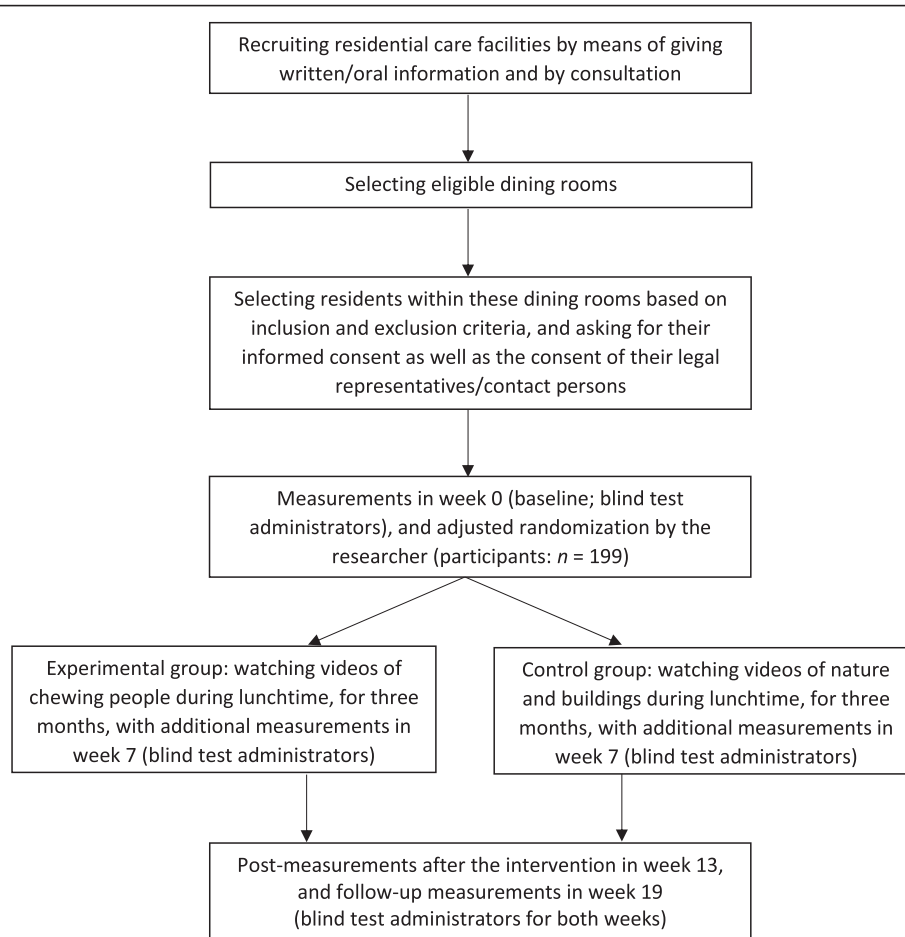 Recruiting residential care facilities by means of giving
written/oral information and by consultation
Selecting eligible dining rooms
Selecting residents within these dining rooms based on
inclusion and exclusion criteria, and asking for their
informed consent as well as the consent of their legal
representatives/contact persons
Measurements in week 0 (baseline; blind test
administrators), and adjusted randomization by the
researcher (participants: n = 199)
Experimental group: watching videos of
chewing people during lunchtime, for three
months, with additional measurements in
week 7 (blind test administrators)
Control group: watching videos of nature
and buildings during lunchtime, for three
months, with additional measurements in
week 7 (blind test administrators)
Post-measurements after the intervention in week 13,
and follow-up measurements in week 19
(blind test administrators for both weeks)